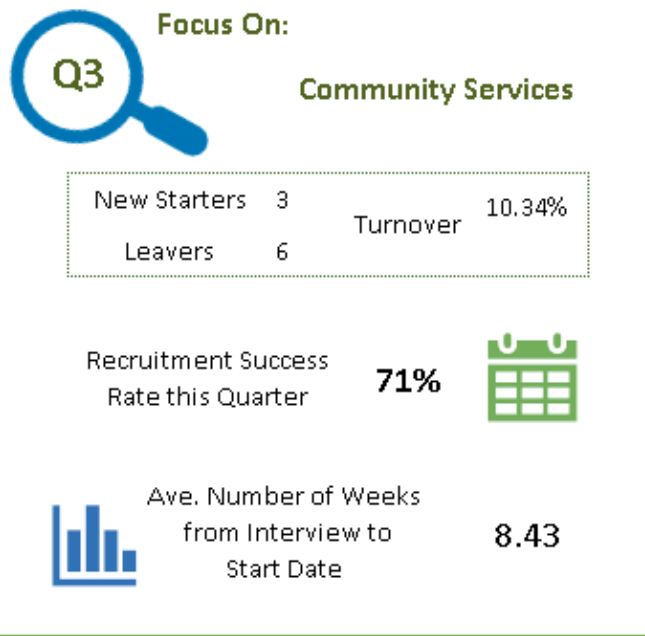 Focus On:
Q3
Community Services
New Starters 3
Turnover 10.34%
Leavers 6
Recruitment Success
Rate this Quarter
71%
Ave. Number of Weeks
from Interview to
Start Date
8.43